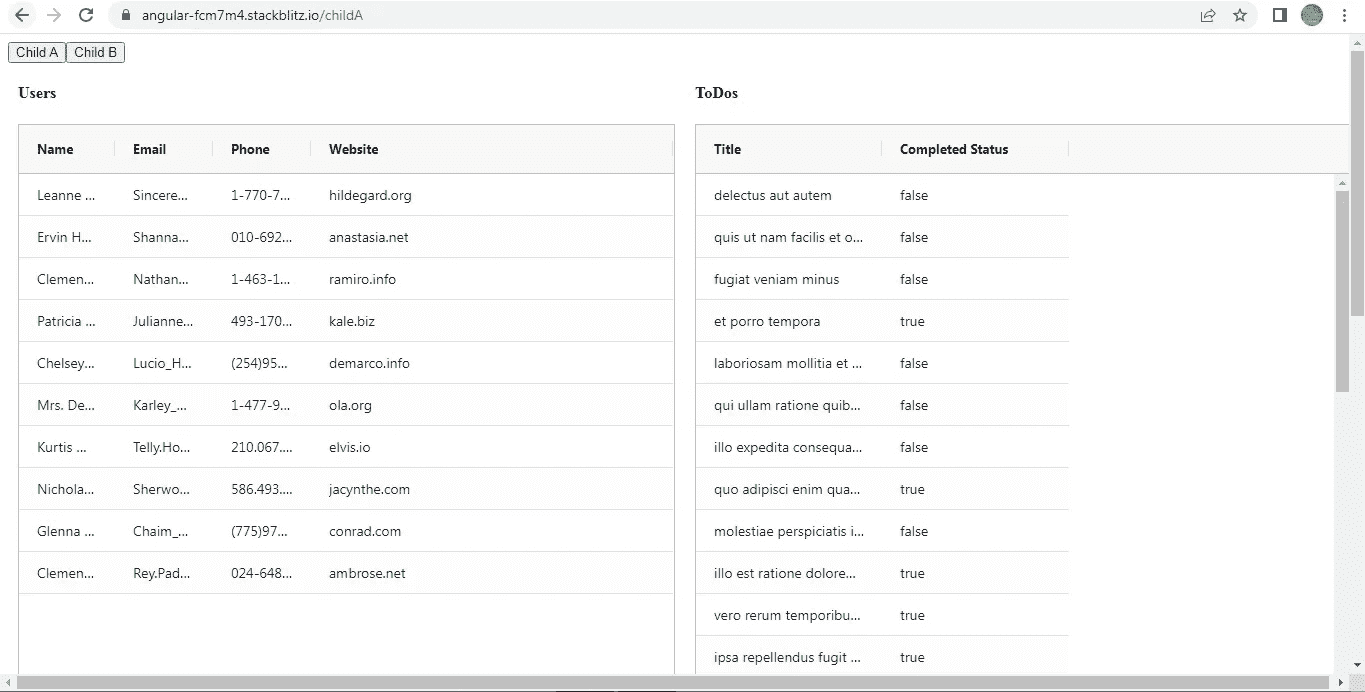 angular-fcm7m4.stackblitz.io/childA
Child A Child B
Users
Name Email Phone Website
Leanne ... Sincere... 1-770-7... hildegard.org
Ervin H... Shanna... 010-692... anastasia.net
Clemen... Nathan... 1-463-1... ramiro.info
Patricia ... Julianne... 493-170... kale.biz
Chelsey... Lucio_H... (254)95... demarco.info
Mrs. De... Karley_... 1-477-9... ola.org
Kurtis ... Telly.Ho... 210.067.... elvis.io
Nichola... Sherwo... 586.493.... jacynthe.com
Glenna ... Chaim_... (775)97... conrad.com
Clemen... Rey.Pad... 024-648... ambrose.net
ToDos
Title Completed Status
delectus aut autem false
quis ut nam facilis et o... false
fugiat veniam minus false
et porro tempora true
laboriosam mollitia et ... false
qui ullam ratione quib... false
illo expedita consequa... false
quo adipisci enim qua... true
molestiae perspiciatis i... false
illo est ratione dolore... true
vero rerum temporibu... true
ipsa repellendus fugit ... true